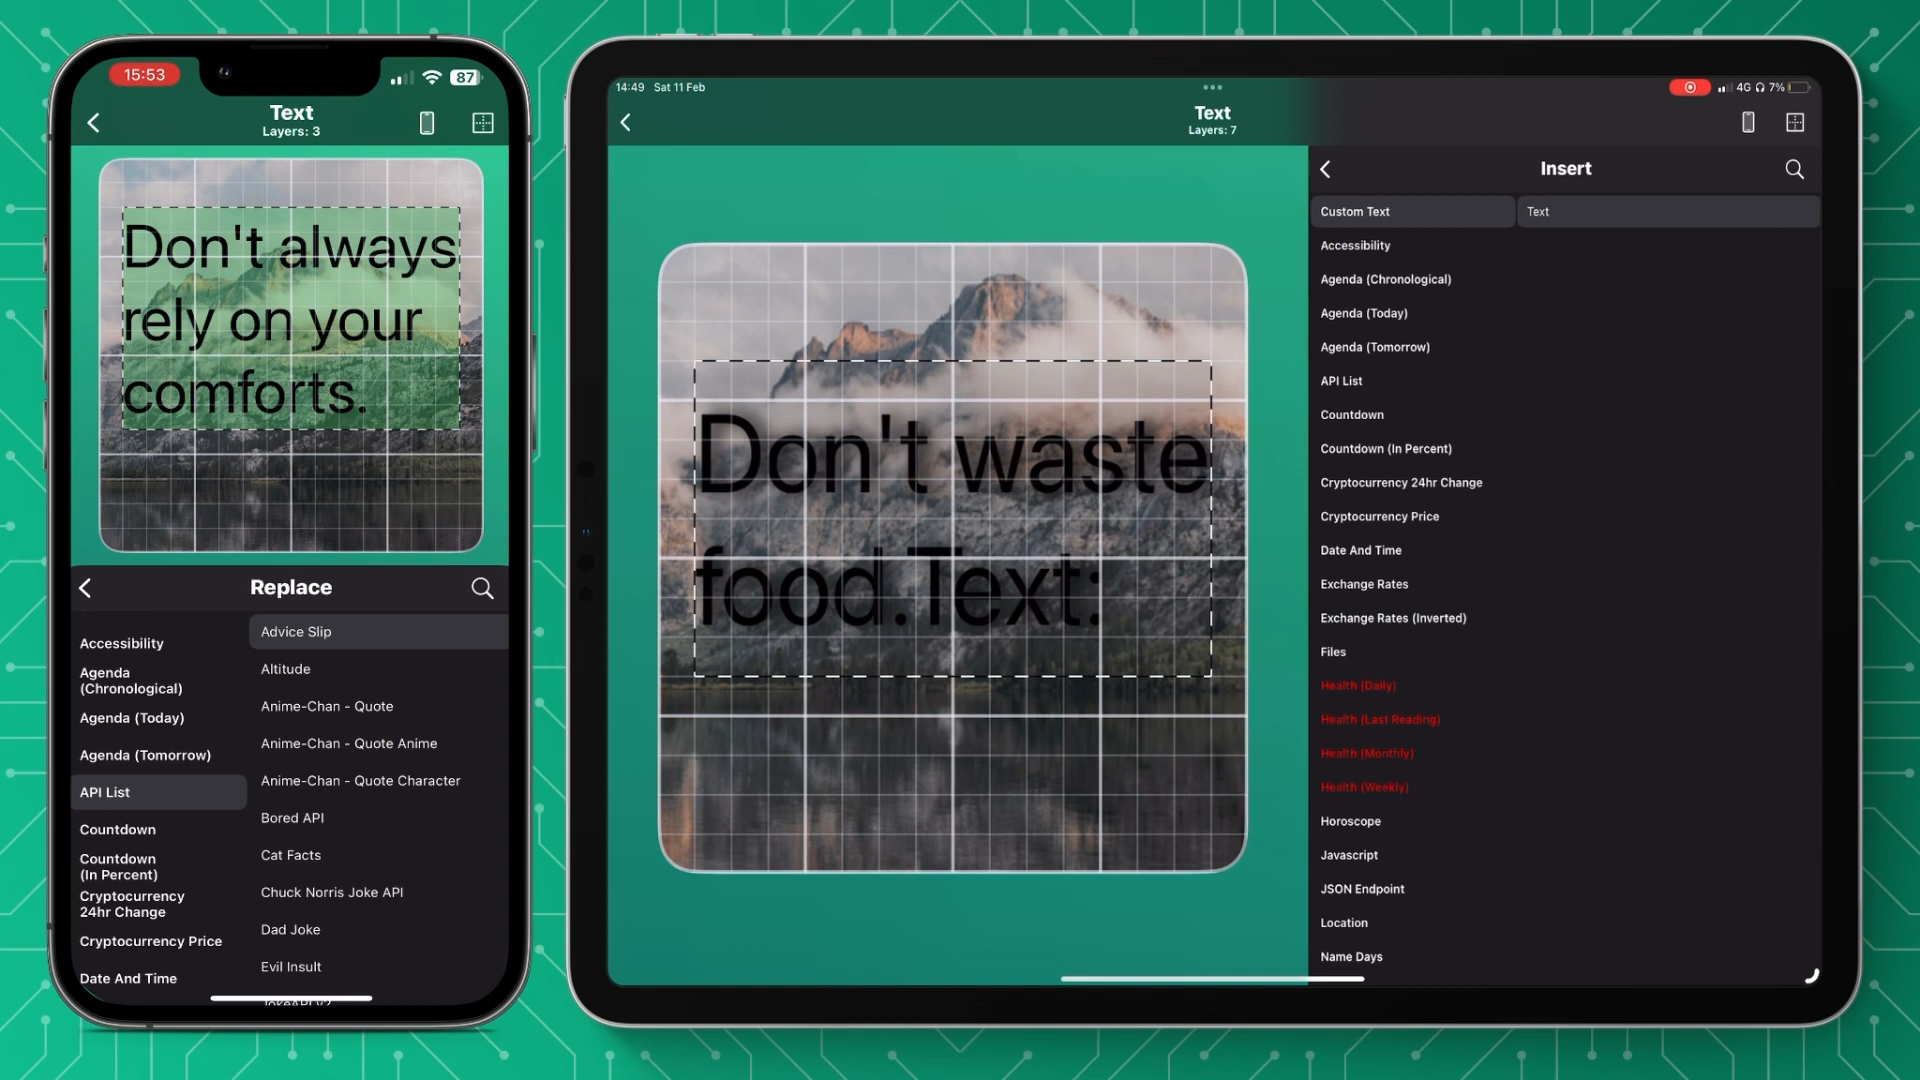 15:53
87
Text
Layers: 3
Don't always
rely on your
comforts.
Replace
Accessibility
Agenda
(Chronological)
Agenda (Today)
Agenda (Tomorrow)
API List
Countdown
Countdown
(In Percent)
Cryptocurrency
24hr Change
Cryptocurrency Price
Date And Time
Advice Slip
Altitude
Anime-Chan - Quote
Anime-Chan - Quote Anime
Anime-Chan - Quote Character
Bored API
Cat Facts
Chuck Norris Joke API
Dad Joke
Evil Insult
JokeAPI v2
14:49 Sat 11 Feb
4G 7%
Text
Layers: 7
Don't waste
food.Text:
Insert
Custom Text
Text
Accessibility
Agenda (Chronological)
Agenda (Today)
Agenda (Tomorrow)
API List
Countdown
Countdown (In Percent)
Cryptocurrency 24hr Change
Cryptocurrency Price
Date And Time
Exchange Rates
Exchange Rates (Inverted)
Files
Health (Daily)
Health (Last Reading)
Health (Monthly)
Health (Weekly)
Horoscope
Javascript
JSON Endpoint
Location
Name Days